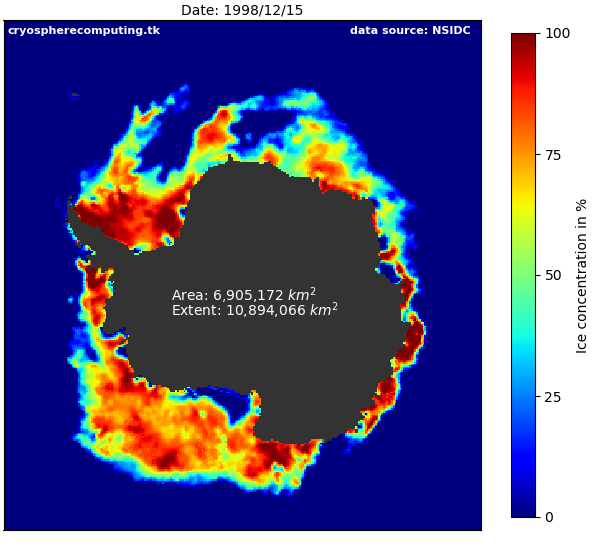 Date: 1998/12/15
cryospherecomputing.tk
data source: NSIDC
Area: 6,905,172 km²
Extent: 10,894,066 km²
100
75
50
25
0
Ice concentration in %